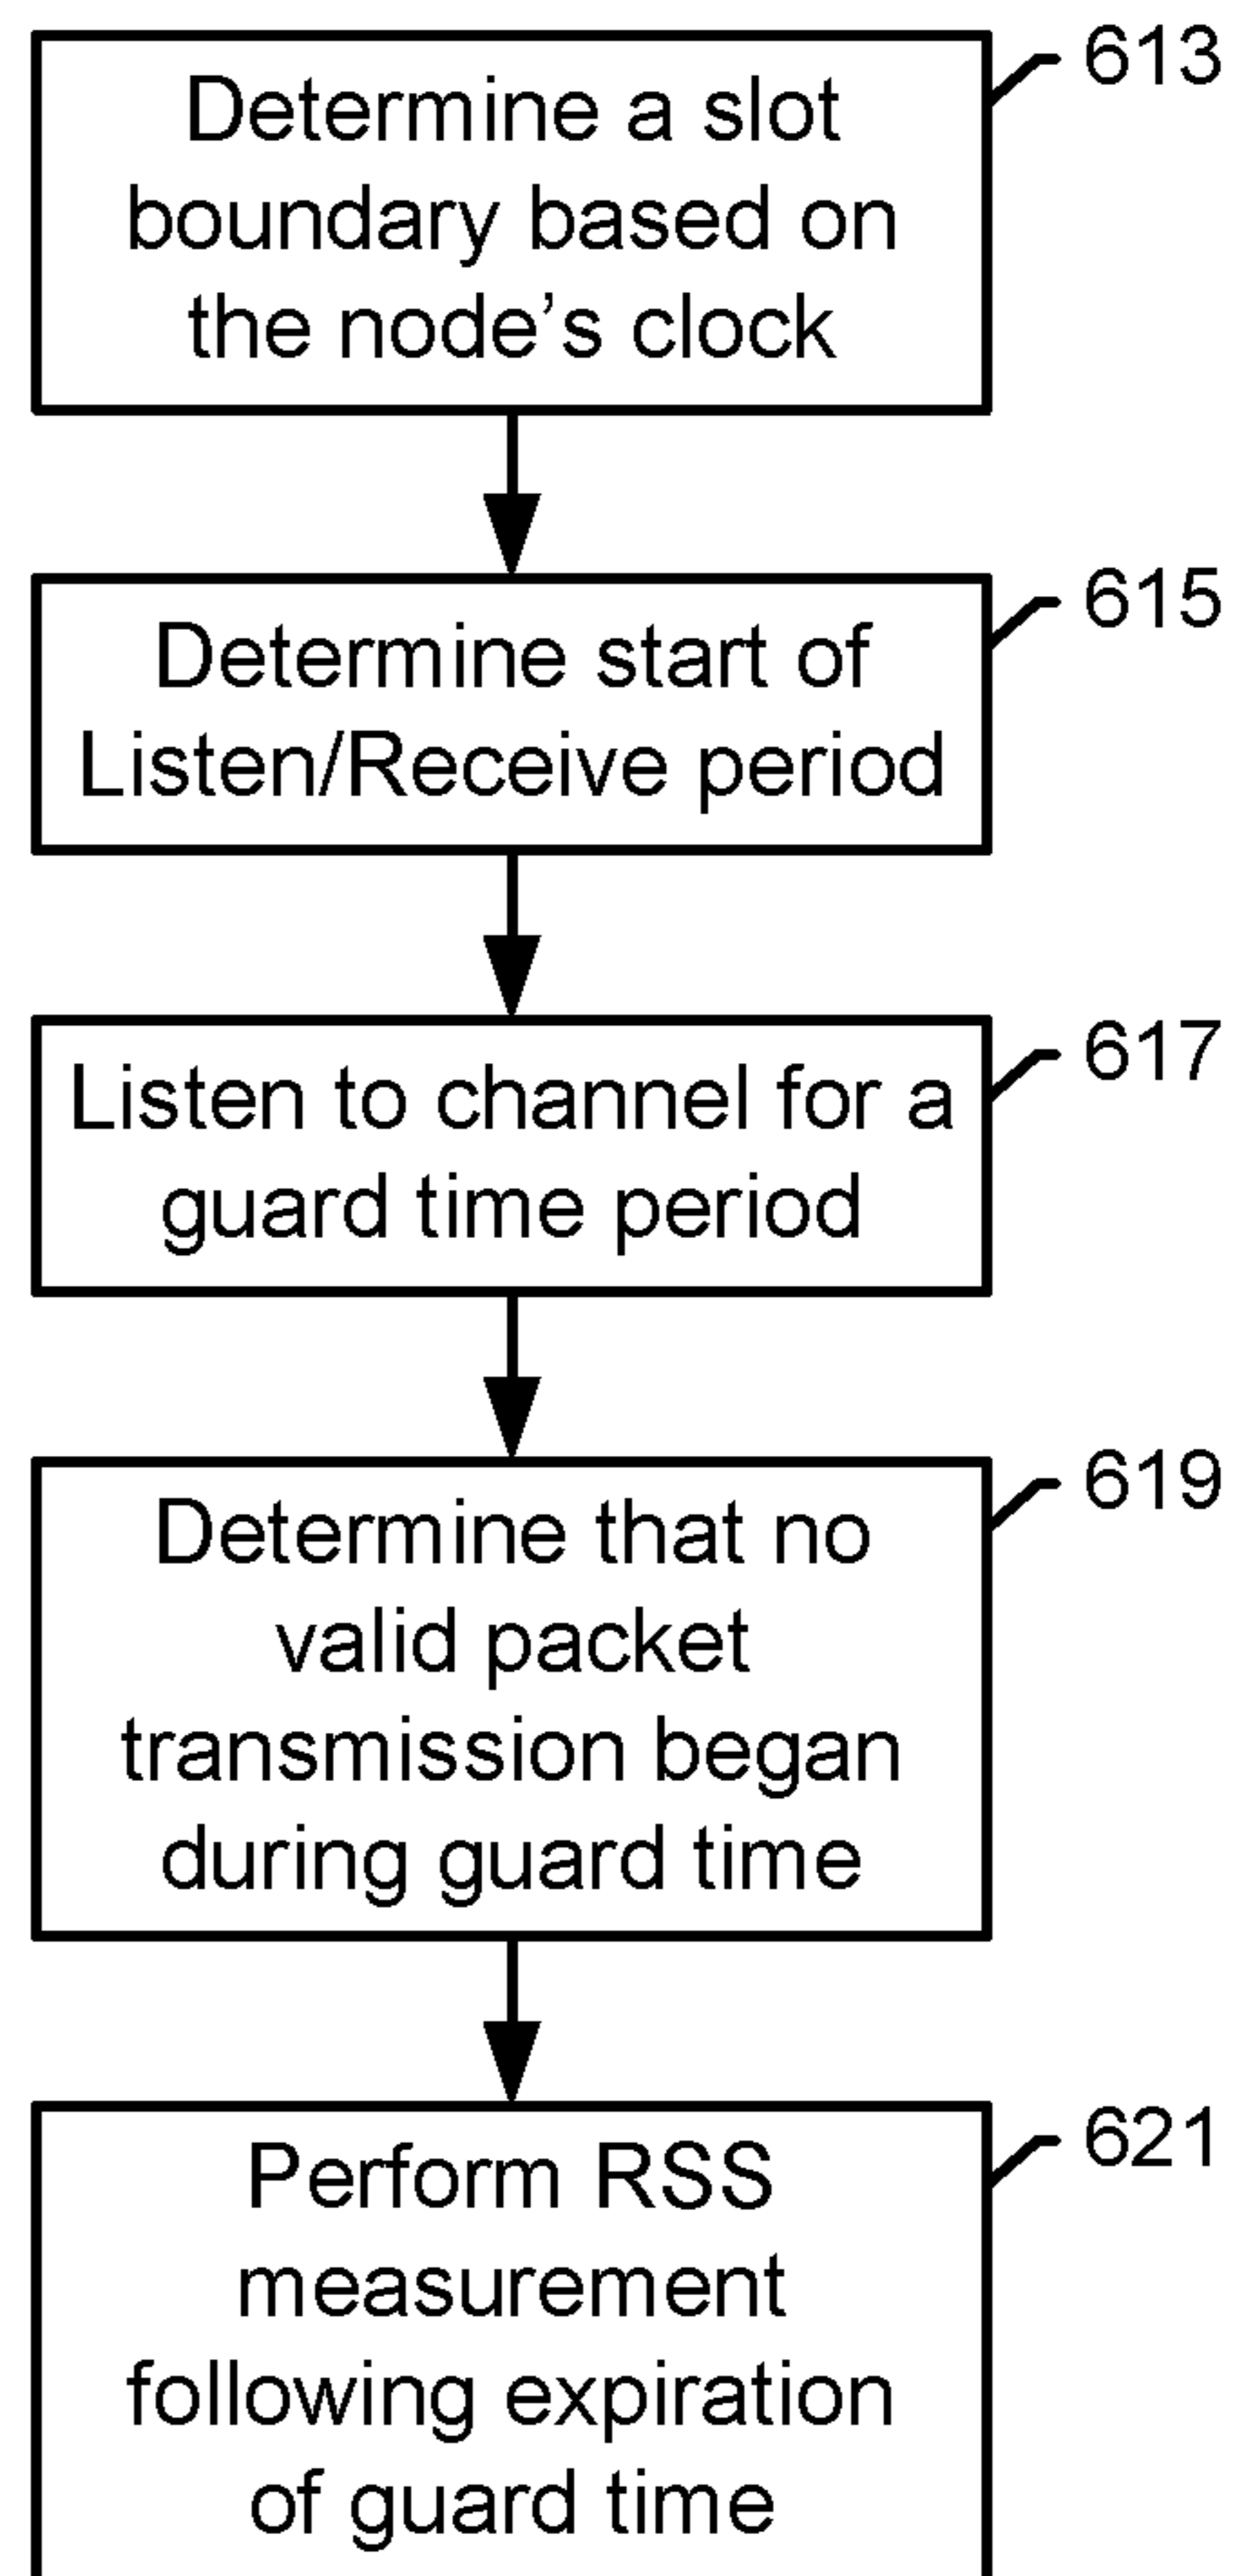 613
Determine a slot
boundary based on
the node’s clock
615
Determine start of
Listen/Receive period
617
Listen to channel for a
guard time period
619
Determine that no
valid packet
transmission began
during guard time
621
Perform RSS
measurement
following expiration
of guard time